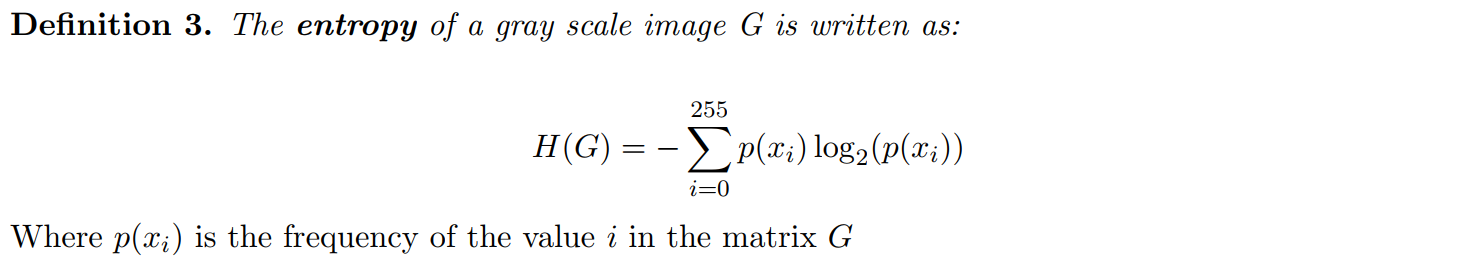 Definition 3. The entropy of a gray scale image G is written as:
H(G) = − ∑_{i=0}^{255} p(x_i) log_2(p(x_i))
Where p(x_i) is the frequency of the value i in the matrix G